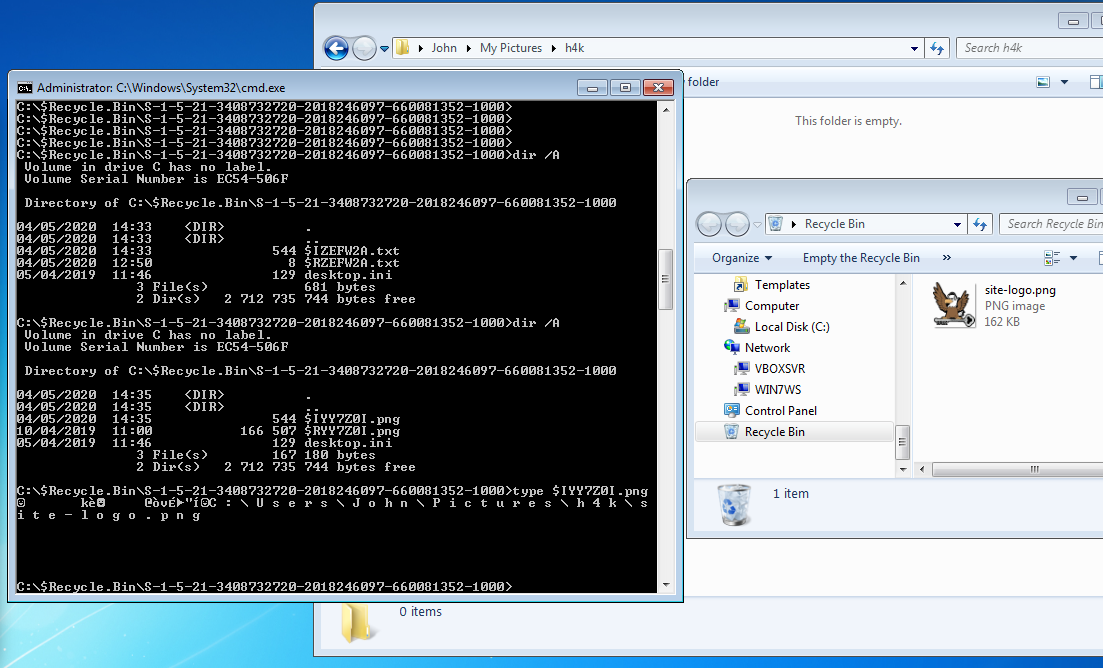 John ▸ My Pictures ▸ h4k
Search h4k
folder
This folder is empty.
Administrator: C:\Windows\System32\cmd.exe
C:\$Recycle.Bin\S-1-5-21-3408732720-2018246097-660081352-1000>
C:\$Recycle.Bin\S-1-5-21-3408732720-2018246097-660081352-1000>
C:\$Recycle.Bin\S-1-5-21-3408732720-2018246097-660081352-1000>
C:\$Recycle.Bin\S-1-5-21-3408732720-2018246097-660081352-1000>
C:\$Recycle.Bin\S-1-5-21-3408732720-2018246097-660081352-1000>dir /A
Volume in drive C has no label.
Volume Serial Number is EC54-506F
Directory of C:\$Recycle.Bin\S-1-5-21-3408732720-2018246097-660081352-1000
04/05/2020 14:33 <DIR> .
04/05/2020 14:33 <DIR> ..
04/05/2020 14:33 544 $IZEFW2A.txt
04/05/2020 12:50 8 $RZEFW2A.txt
05/04/2019 11:46 129 desktop.ini
3 File(s) 681 bytes
2 Dir(s) 2 712 735 744 bytes free
C:\$Recycle.Bin\S-1-5-21-3408732720-2018246097-660081352-1000>dir /A
Volume in drive C has no label.
Volume Serial Number is EC54-506F
Directory of C:\$Recycle.Bin\S-1-5-21-3408732720-2018246097-660081352-1000
04/05/2020 14:35 <DIR> .
04/05/2020 14:35 <DIR> ..
04/05/2020 14:35 544 $IYY7Z0I.png
10/04/2019 11:00 166 507 $RYY7Z0I.png
05/04/2019 11:46 129 desktop.ini
3 File(s) 167 180 bytes
2 Dir(s) 2 712 735 744 bytes free
C:\$Recycle.Bin\S-1-5-21-3408732720-2018246097-660081352-1000>type $IYY7Z0I.png
C : \ U s e r s \ J o h n \ P i c t u r e s \ h 4 k \ s
i t e - l o g o . p n g
C:\$Recycle.Bin\S-1-5-21-3408732720-2018246097-660081352-1000>
Recycle Bin
Search Recycle Bin
Organize
Empty the Recycle Bin
»
Templates
Computer
Local Disk (C:)
Network
VBOXSVR
WIN7WS
Control Panel
Recycle Bin
site-logo.png
PNG image
162 KB
1 item
0 items